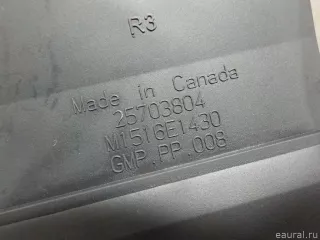 R3
Made in Canada
25703804
M1516E1430
GMP.PP.008
eaural.ru